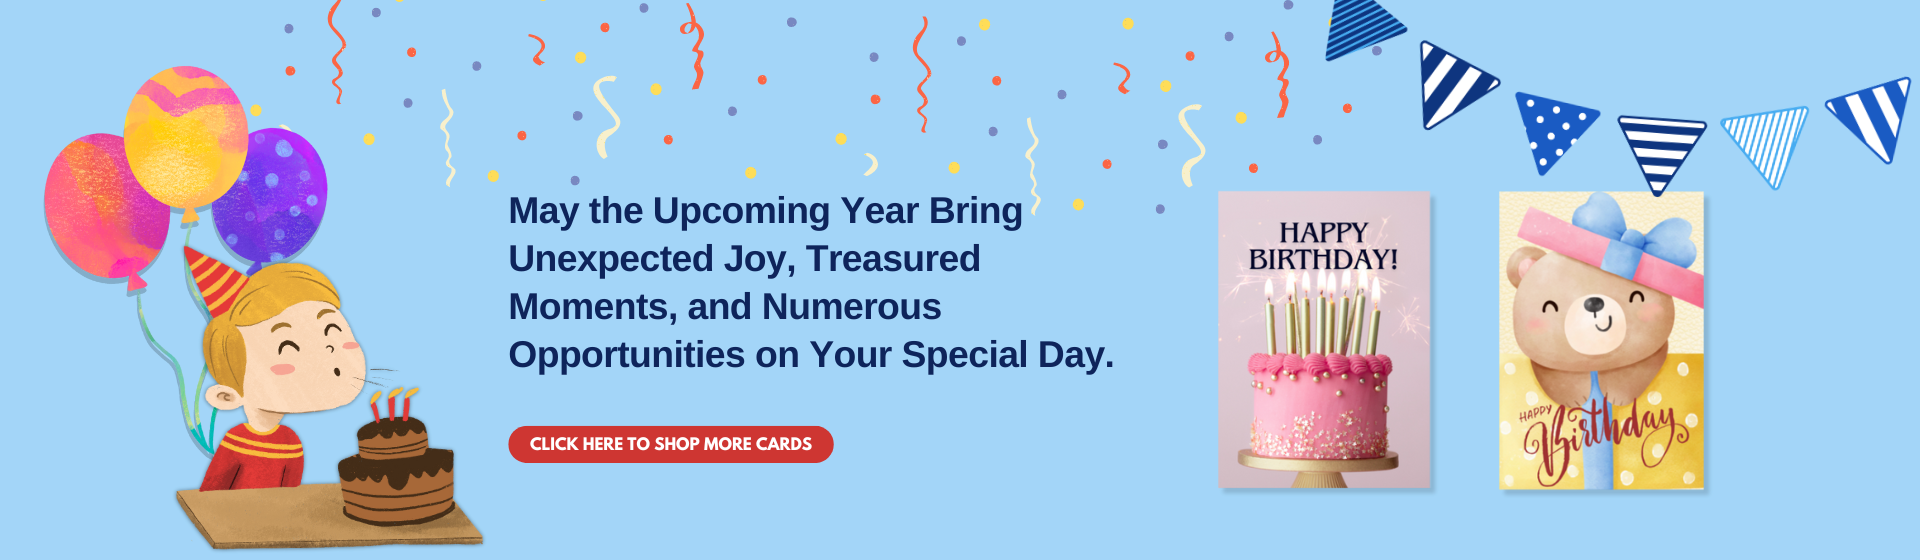 May the Upcoming Year Bring
Unexpected Joy, Treasured
Moments, and Numerous
Opportunities on Your Special Day.
CLICK HERE TO SHOP MORE CARDS
HAPPY
BIRTHDAY!
HAPPY
Birthday